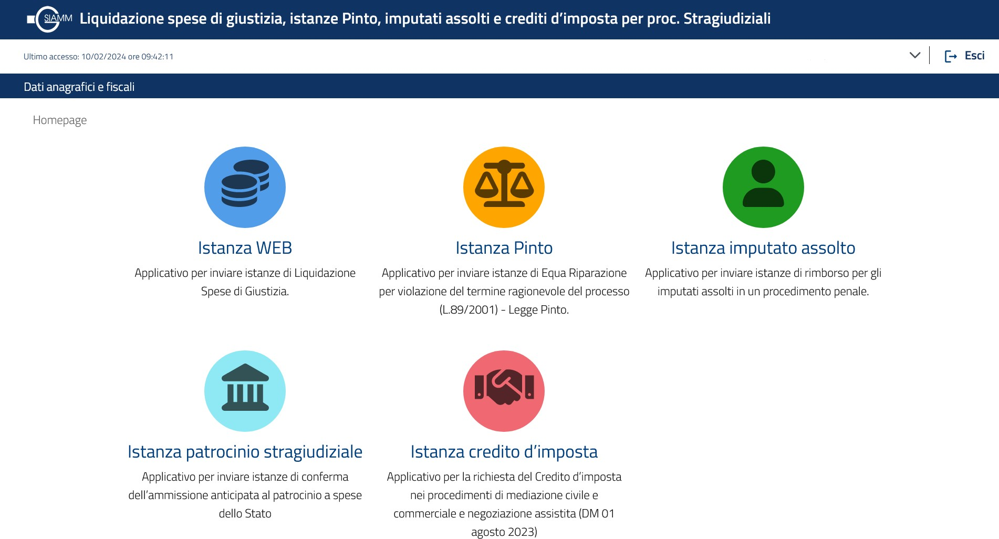 SIAMM Liquidazione spese di giustizia, istanze Pinto, imputati assolti e crediti d’imposta per proc. Stragiudiziali
Ultimo accesso: 10/02/2024 ore 09:42:11
Esci
Dati anagrafici e fiscali
Homepage
Istanza WEB
Applicativo per inviare istanze di Liquidazione
Spese di Giustizia.
Istanza Pinto
Applicativo per inviare istanze di Equa Riparazione
per violazione del termine ragionevole del processo
(L.89/2001) - Legge Pinto.
Istanza imputato assolto
Applicativo per inviare istanze di rimborso per gli
imputati assolti in un procedimento penale.
Istanza patrocinio stragiudiziale
Applicativo per inviare istanze di conferma
dell’ammissione anticipata al patrocinio a spese
dello Stato
Istanza credito d’imposta
Applicativo per la richiesta del Credito d’imposta
nei procedimenti di mediazione civile e
commerciale e negoziazione assistita (DM 01
agosto 2023)